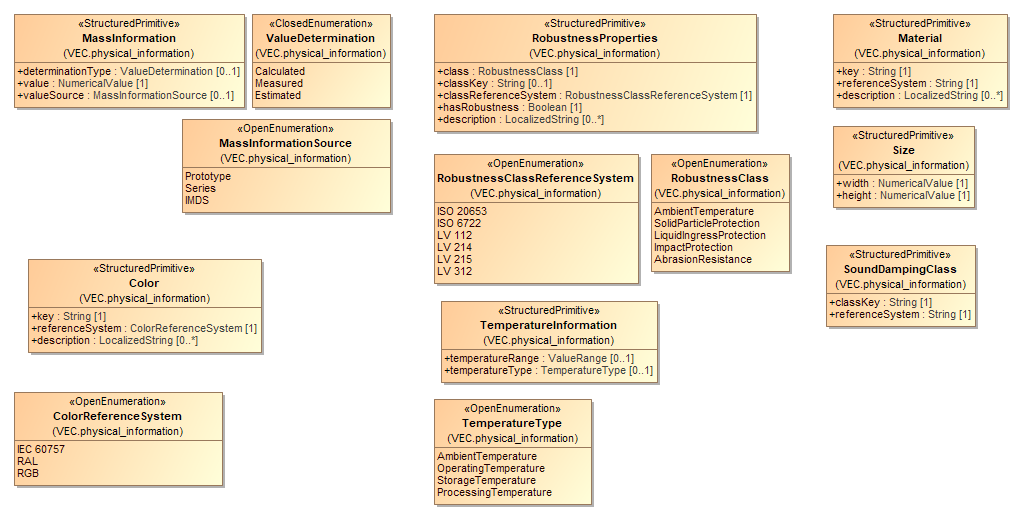 «StructuredPrimitive»
MassInformation
(VEC.physical_information)
+determinationType : ValueDetermination [0..1]
+value : NumericalValue [1]
+valueSource : MassInformationSource [0..1]
«ClosedEnumeration»
ValueDetermination
(VEC.physical_information)
Calculated
Measured
Estimated
«OpenEnumeration»
MassInformationSource
(VEC.physical_information)
Prototype
Series
IMDS
«StructuredPrimitive»
Color
(VEC.physical_information)
+key : String [1]
+referenceSystem : ColorReferenceSystem [1]
+description : LocalizedString [0..*]
«OpenEnumeration»
ColorReferenceSystem
(VEC.physical_information)
IEC 60757
RAL
RGB
«StructuredPrimitive»
RobustnessProperties
(VEC.physical_information)
+class : RobustnessClass [1]
+classKey : String [0..1]
+classReferenceSystem : RobustnessClassReferenceSystem [1]
+hasRobustness : Boolean [1]
+description : LocalizedString [0..*]
«OpenEnumeration»
RobustnessClassReferenceSystem
(VEC.physical_information)
ISO 20653
ISO 6722
LV 112
LV 214
LV 215
LV 312
«OpenEnumeration»
RobustnessClass
(VEC.physical_information)
AmbientTemperature
SolidParticleProtection
LiquidIngressProtection
ImpactProtection
AbrasionResistance
«StructuredPrimitive»
TemperatureInformation
(VEC.physical_information)
+temperatureRange : ValueRange [0..1]
+temperatureType : TemperatureType [0..1]
«OpenEnumeration»
TemperatureType
(VEC.physical_information)
AmbientTemperature
OperatingTemperature
StorageTemperature
ProcessingTemperature
«StructuredPrimitive»
Material
(VEC.physical_information)
+key : String [1]
+referenceSystem : String [1]
+description : LocalizedString [0..*]
«StructuredPrimitive»
Size
(VEC.physical_information)
+width : NumericalValue [1]
+height : NumericalValue [1]
«StructuredPrimitive»
SoundDampingClass
(VEC.physical_information)
+classKey : String [1]
+referenceSystem : String [1]